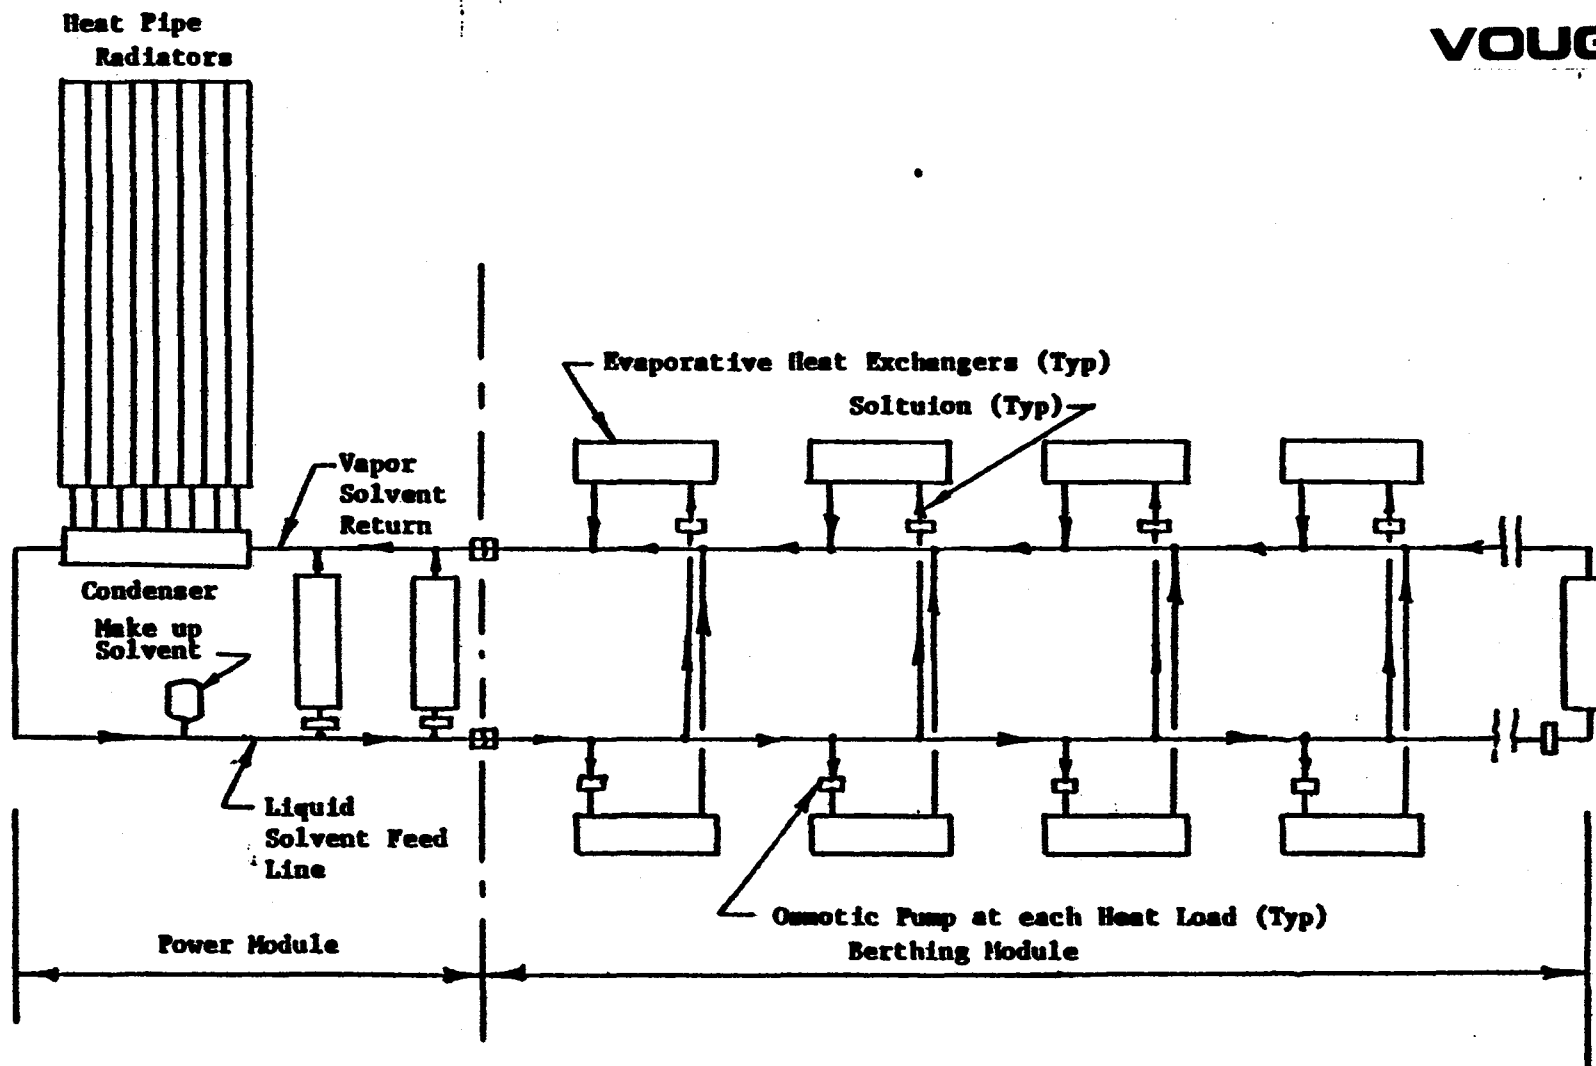 Heat Pipe
Radiators
VOUG
Evaporative Heat Exchangers (Typ)
Soltuion (Typ)
Vapor
Solvent
Return
Condenser
Make up
Solvent
Liquid
Solvent Feed
Line
Osmotic Pump at each Heat Load (Typ)
Power Module
Berthing Module